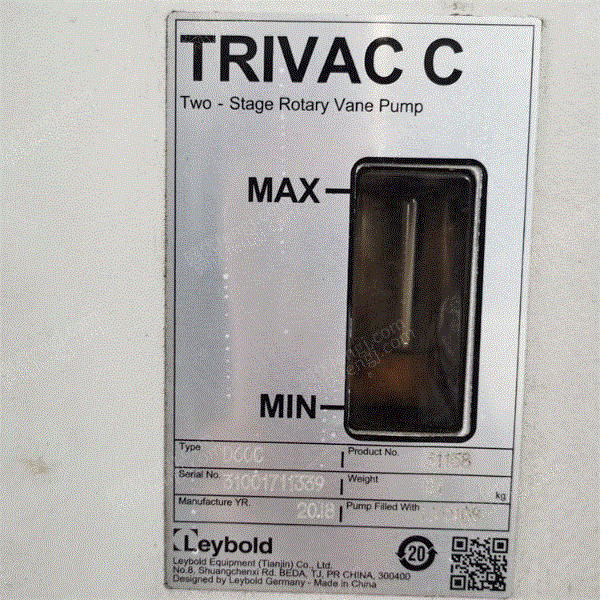 TRIVAC C
Two - Stage Rotary Vane Pump
MAX
MIN
Type D60C
Product No.
Serial No. 31001711339
Weight kg
Manufacture YR. 2018
Pump Filled With
Leybold
20
Leybold Equipment (Tianjin) Co., Ltd.
No.8, Shuangchenxi Rd. BEDA, TJ, PR CHINA, 300400
Designed by Leybold Germany - Made in China